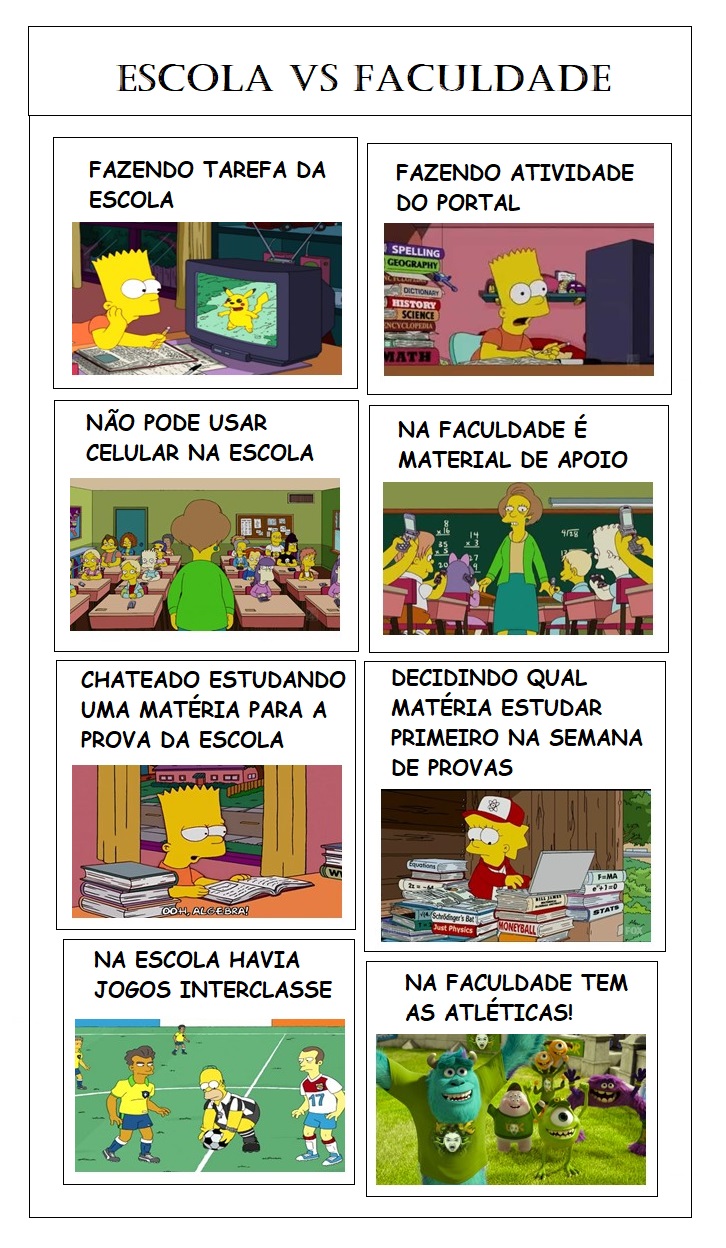 ESCOLA VS FACULDADE
FAZENDO TAREFA DA
ESCOLA
FAZENDO ATIVIDADE
DO PORTAL
SPELLING
GEOGRAPHY
DICTIONARY
HISTORY
SCIENCE
ENCYCLOPEDIA
MATH
NÃO PODE USAR
CELULAR NA ESCOLA
NA FACULDADE É
MATERIAL DE APOIO
CHATEADO ESTUDANDO
UMA MATÉRIA PARA A
PROVA DA ESCOLA
OOH, ALGEBRA!
DECIDINDO QUAL
MATÉRIA ESTUDAR
PRIMEIRO NA SEMANA
DE PROVAS
Equations
F=MA
STATS
BILL JAMES
Schrödinger's Bat
Just Physics
MONEYBALL
FOX
NA ESCOLA HAVIA
JOGOS INTERCLASSE
17
NA FACULDADE TEM
AS ATLÉTICAS!